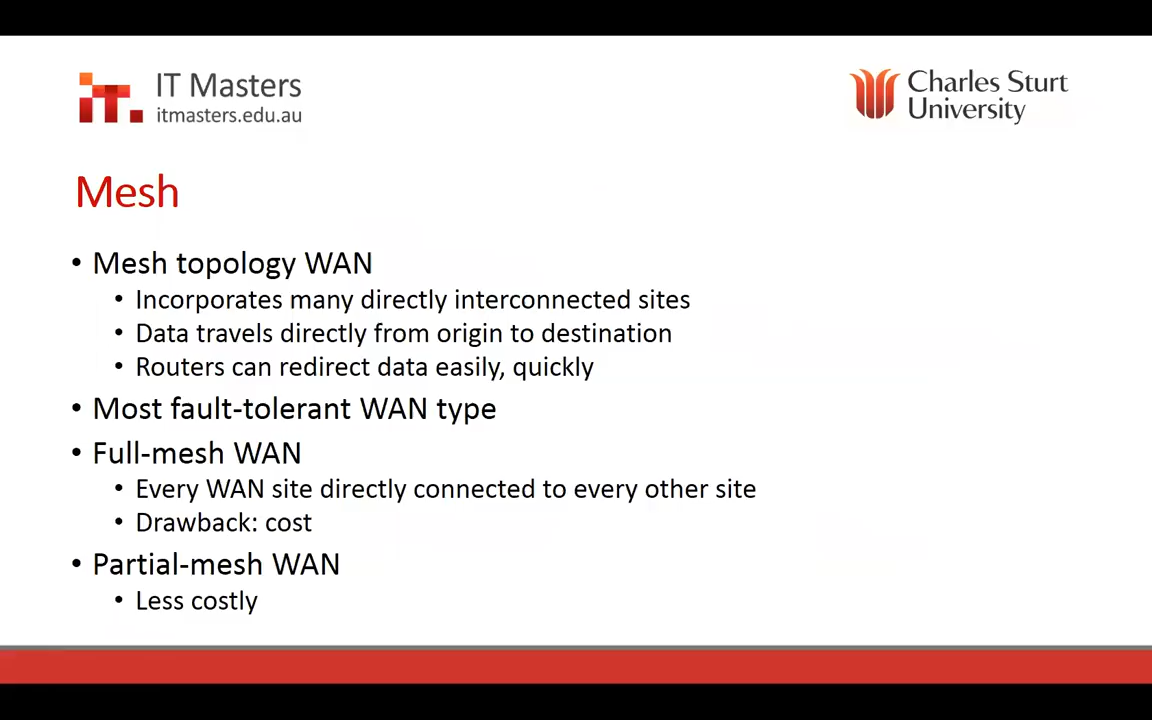 IT Masters
itmasters.edu.au
Charles Sturt
University
Mesh
• Mesh topology WAN
• Incorporates many directly interconnected sites
• Data travels directly from origin to destination
• Routers can redirect data easily, quickly
• Most fault-tolerant WAN type
• Full-mesh WAN
• Every WAN site directly connected to every other site
• Drawback: cost
• Partial-mesh WAN
• Less costly